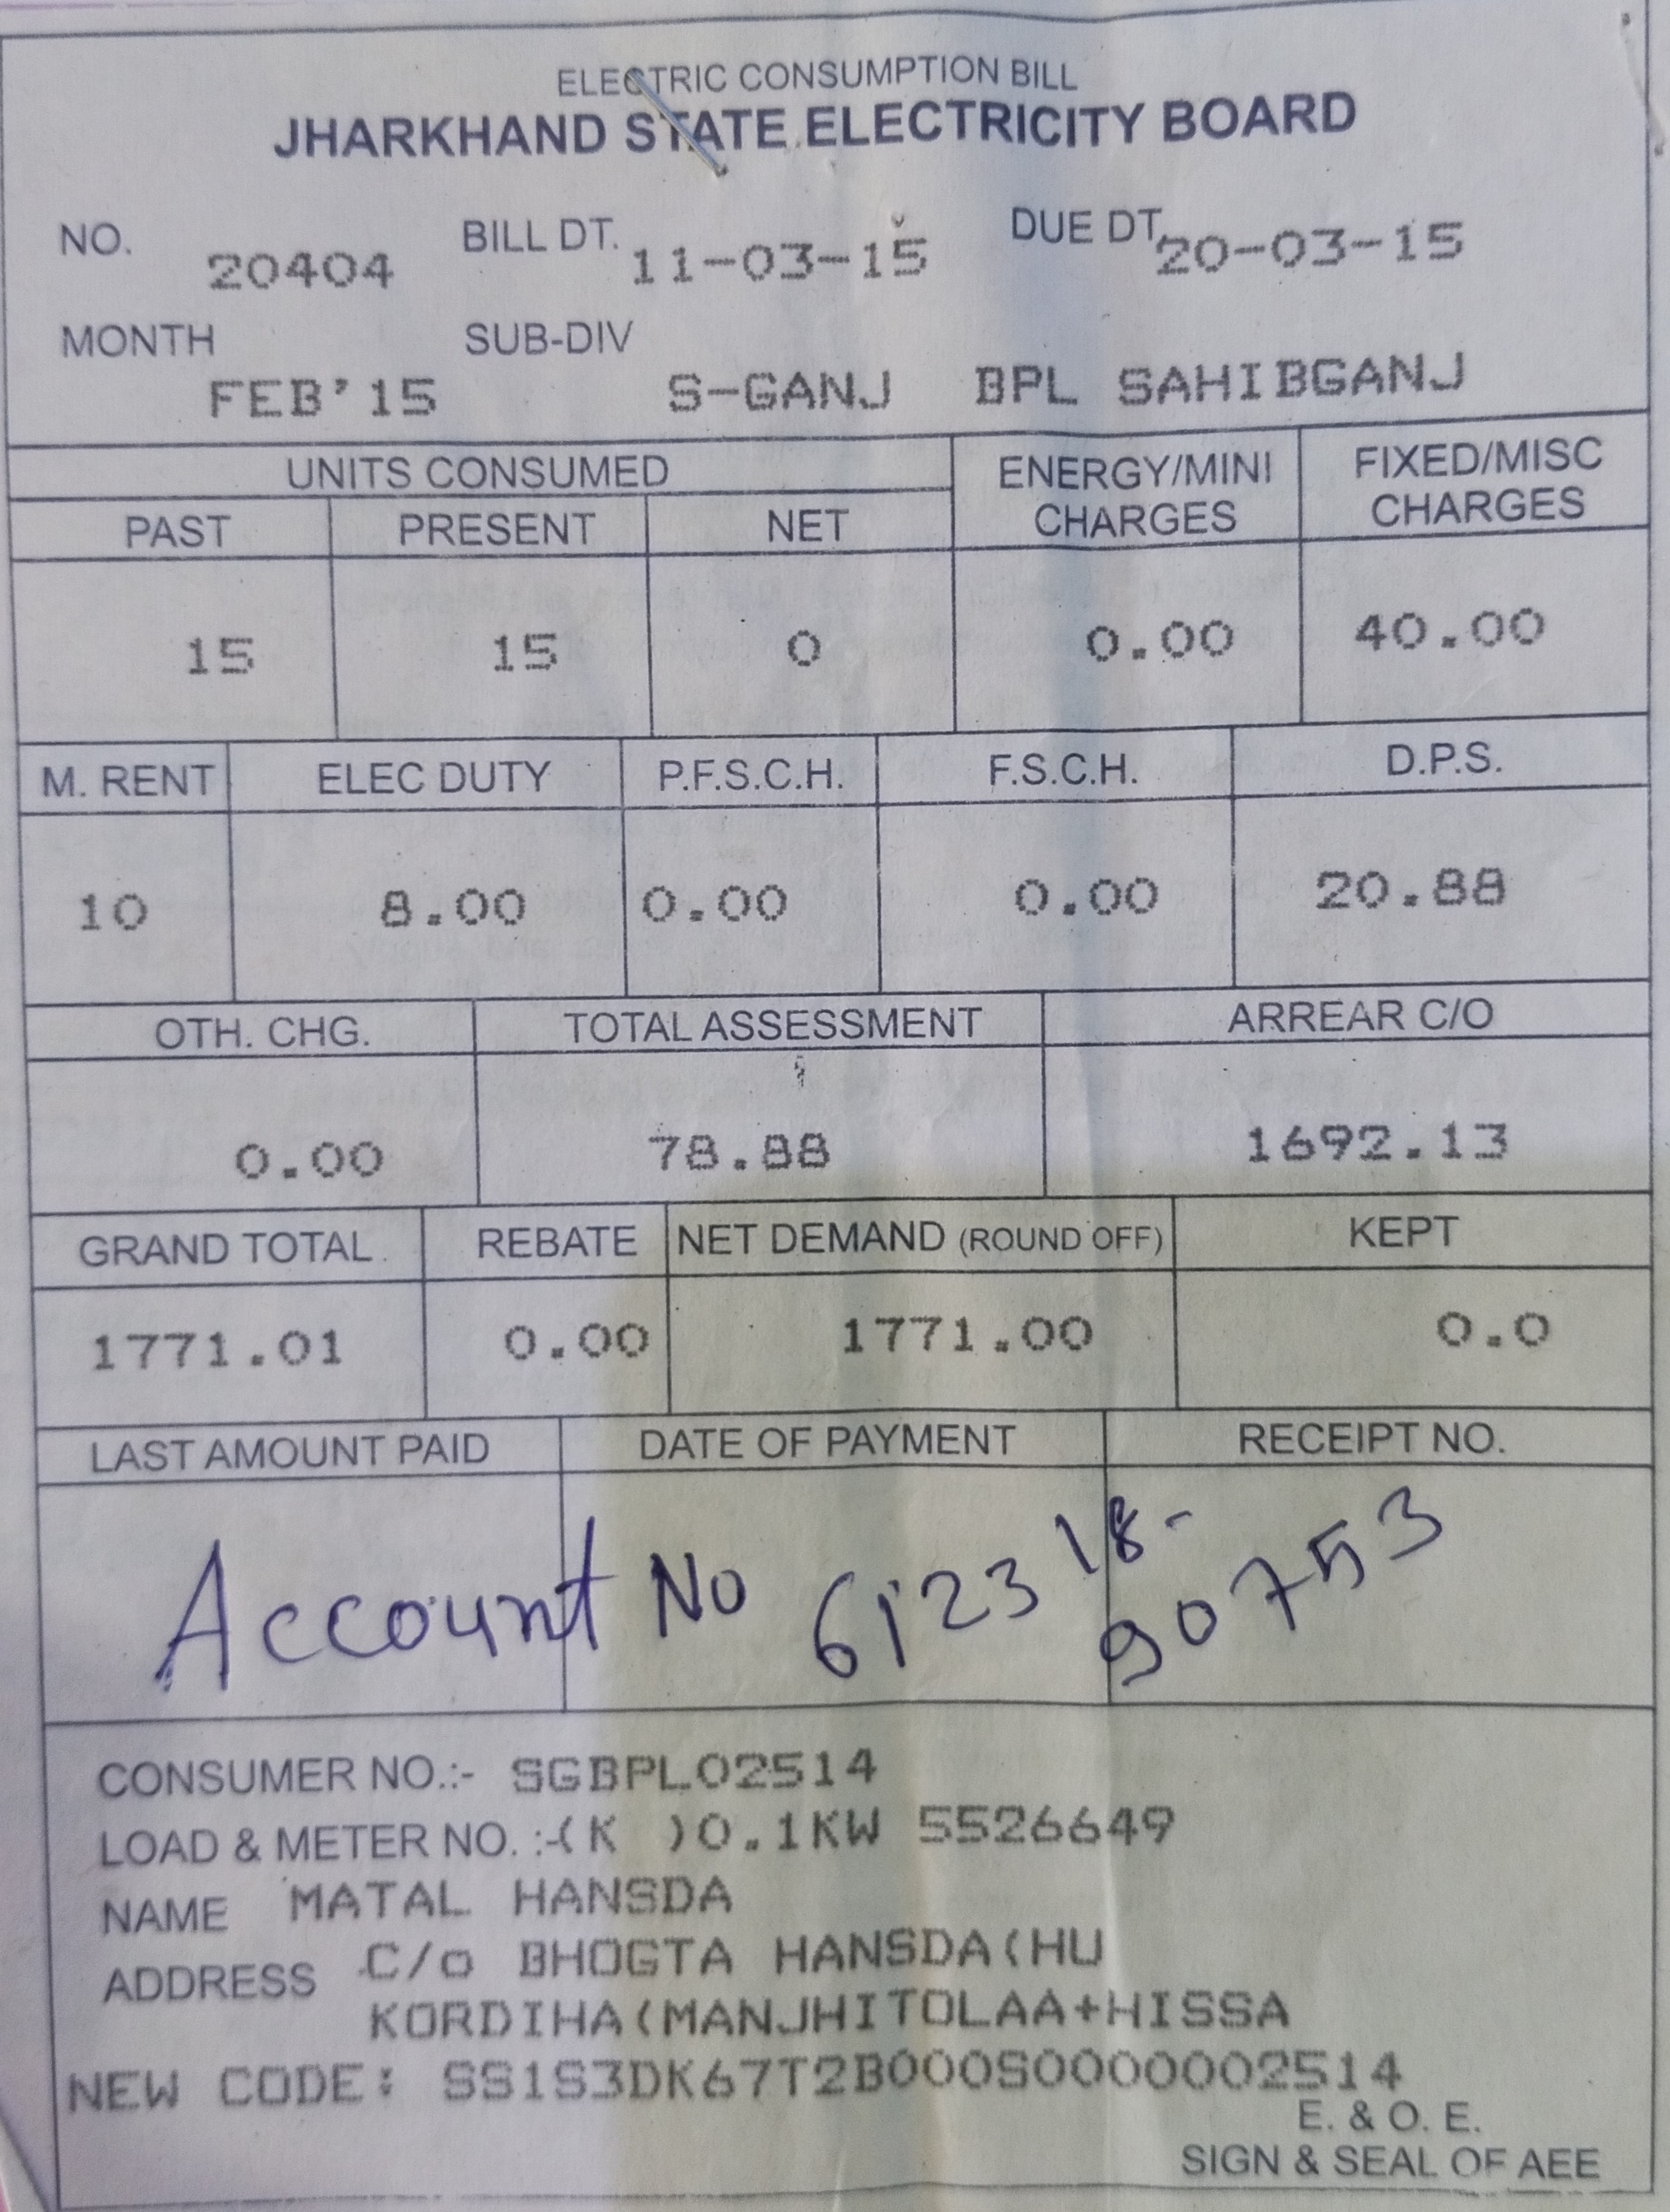 ELECTRIC CONSUMPTION BILL
JHARKHAND STATE ELECTRICITY BOARD
NO. 20404 BILL DT. 11-03-15 DUE DT. 20-03-15
MONTH FEB'15 SUB-DIV S-GANJ BPL SAHIBGANJ
UNITS CONSUMED ENERGY/MINI CHARGES FIXED/MISC CHARGES
PAST PRESENT NET
15 15 0 0.00 40.00
M. RENT ELEC DUTY P.F.S.C.H. F.S.C.H. D.P.S.
10 8.00 0.00 0.00 20.88
OTH. CHG. TOTAL ASSESSMENT ARREAR C/O
0.00 78.88 1692.13
GRAND TOTAL REBATE NET DEMAND (ROUND OFF) KEPT
1771.01 0.00 1771.00 0.0
LAST AMOUNT PAID DATE OF PAYMENT RECEIPT NO.
Account No 612318-
90753
CONSUMER NO.:- SGBPL02514
LOAD & METER NO. :-(K )0.1KW 5526649
NAME MATAL HANSDA
ADDRESS C/o BHOGTA HANSDA(HU
KORDIHA(MANJHITOLAA+HISSA
NEW CODE: SS1S3DK67T2B000S0000002514
E. & O. E.
SIGN & SEAL OF AEE